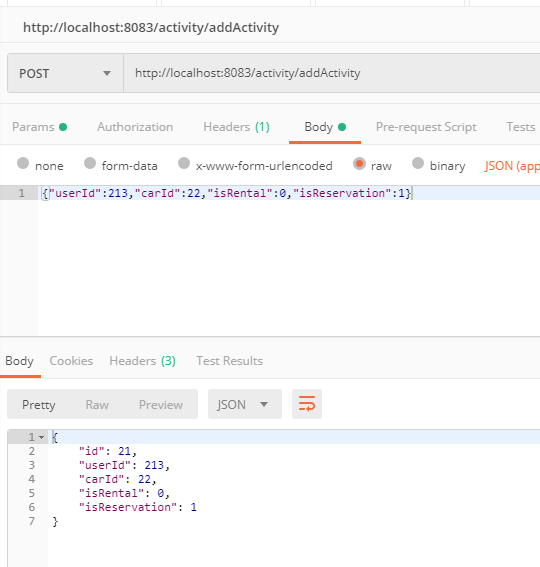 http://localhost:8083/activity/addActivity
POST http://localhost:8083/activity/addActivity
Params Authorization Headers (1) Body Pre-request Script Tests
none form-data x-www-form-urlencoded raw binary JSON (app
1 {"userId":213,"carId":22,"isRental":0,"isReservation":1}
Body Cookies Headers (3) Test Results
Pretty Raw Preview JSON
1 {
2 "id": 21,
3 "userId": 213,
4 "carId": 22,
5 "isRental": 0,
6 "isReservation": 1
7 }